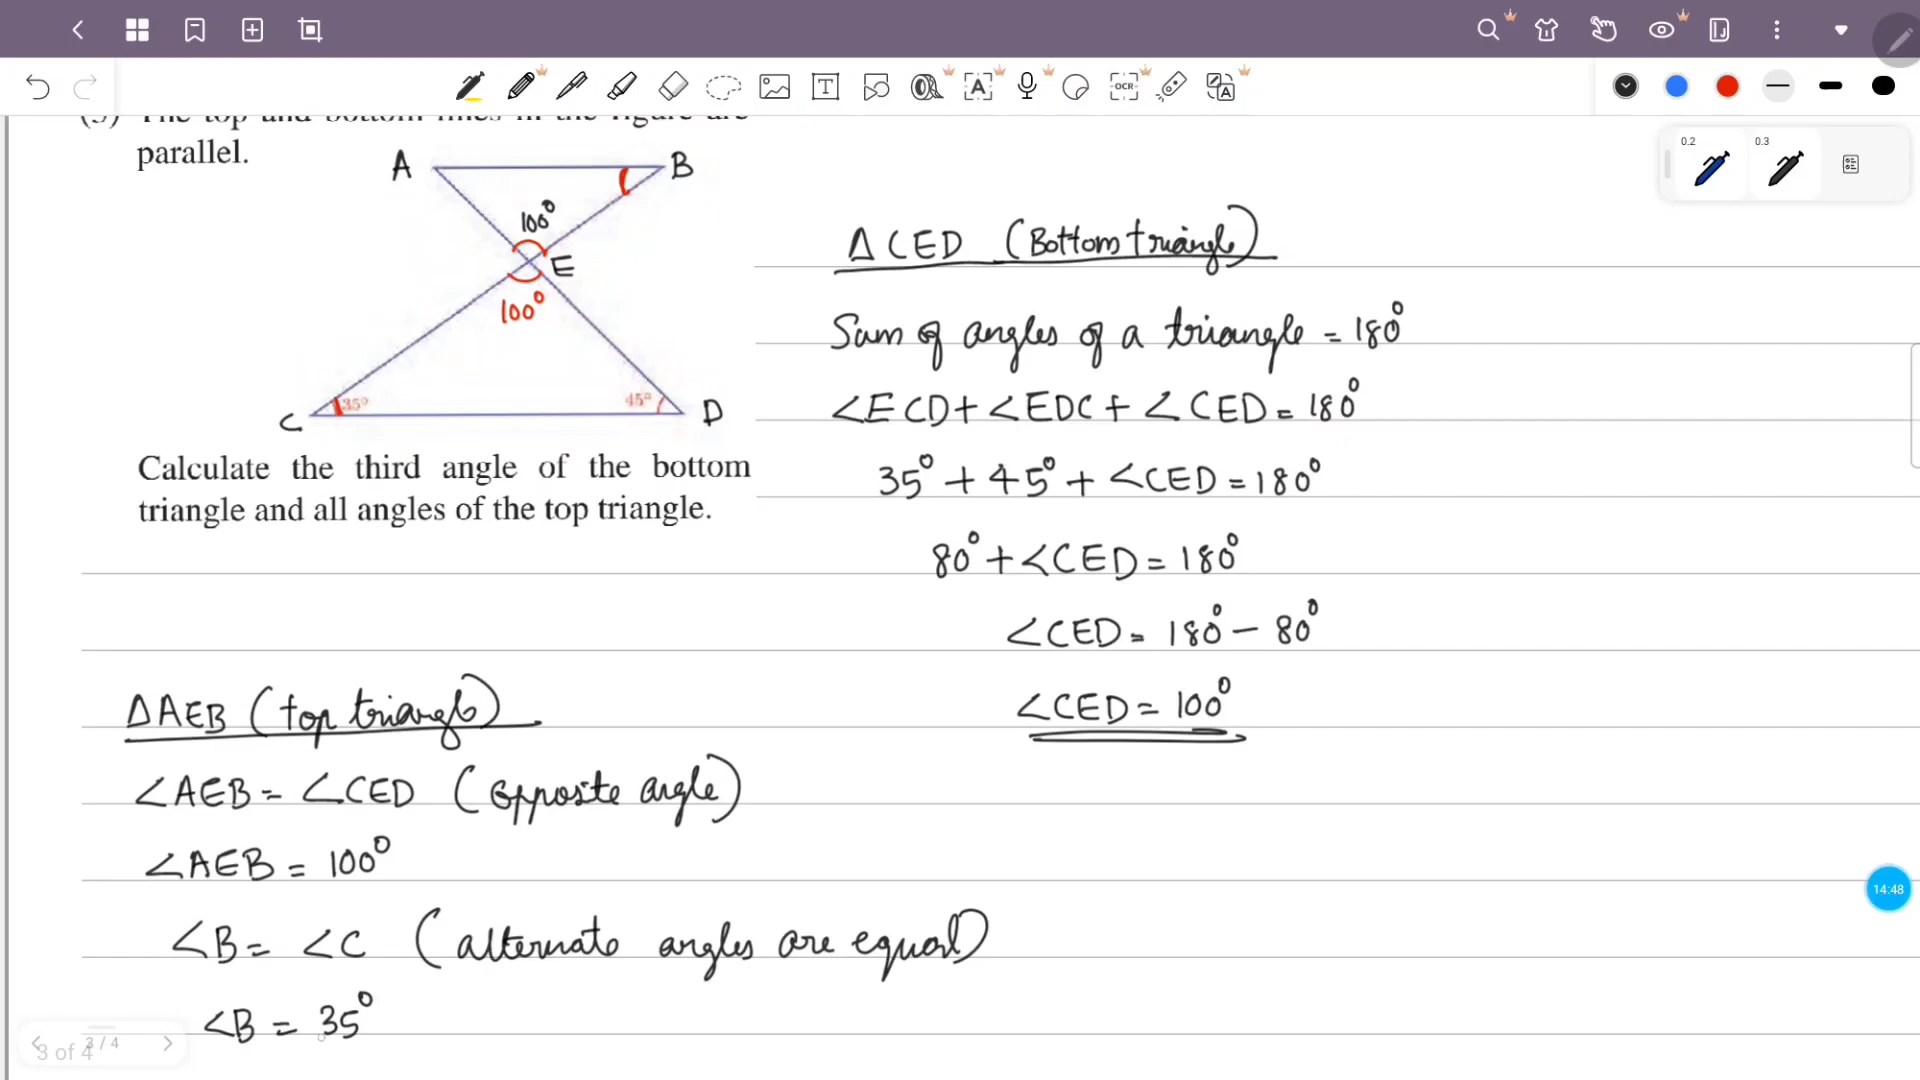 parallel.
A
B
100°
E
100°
35°
45°
C
D
Calculate the third angle of the bottom
triangle and all angles of the top triangle.
ΔAEB (top triangle)
∠AEB = ∠CED (opposite angle)
∠AEB = 100°
∠B = ∠C (alternate angles are equal)
∠B = 35°
ΔCED (Bottom triangle)
Sum of angles of a triangle = 180°
∠ECD + ∠EDC + ∠CED = 180°
35° + 45° + ∠CED = 180°
80° + ∠CED = 180°
∠CED = 180° − 80°
∠CED = 100°
0.2
0.3
OCR
14:48
3 / 4
3 of 4